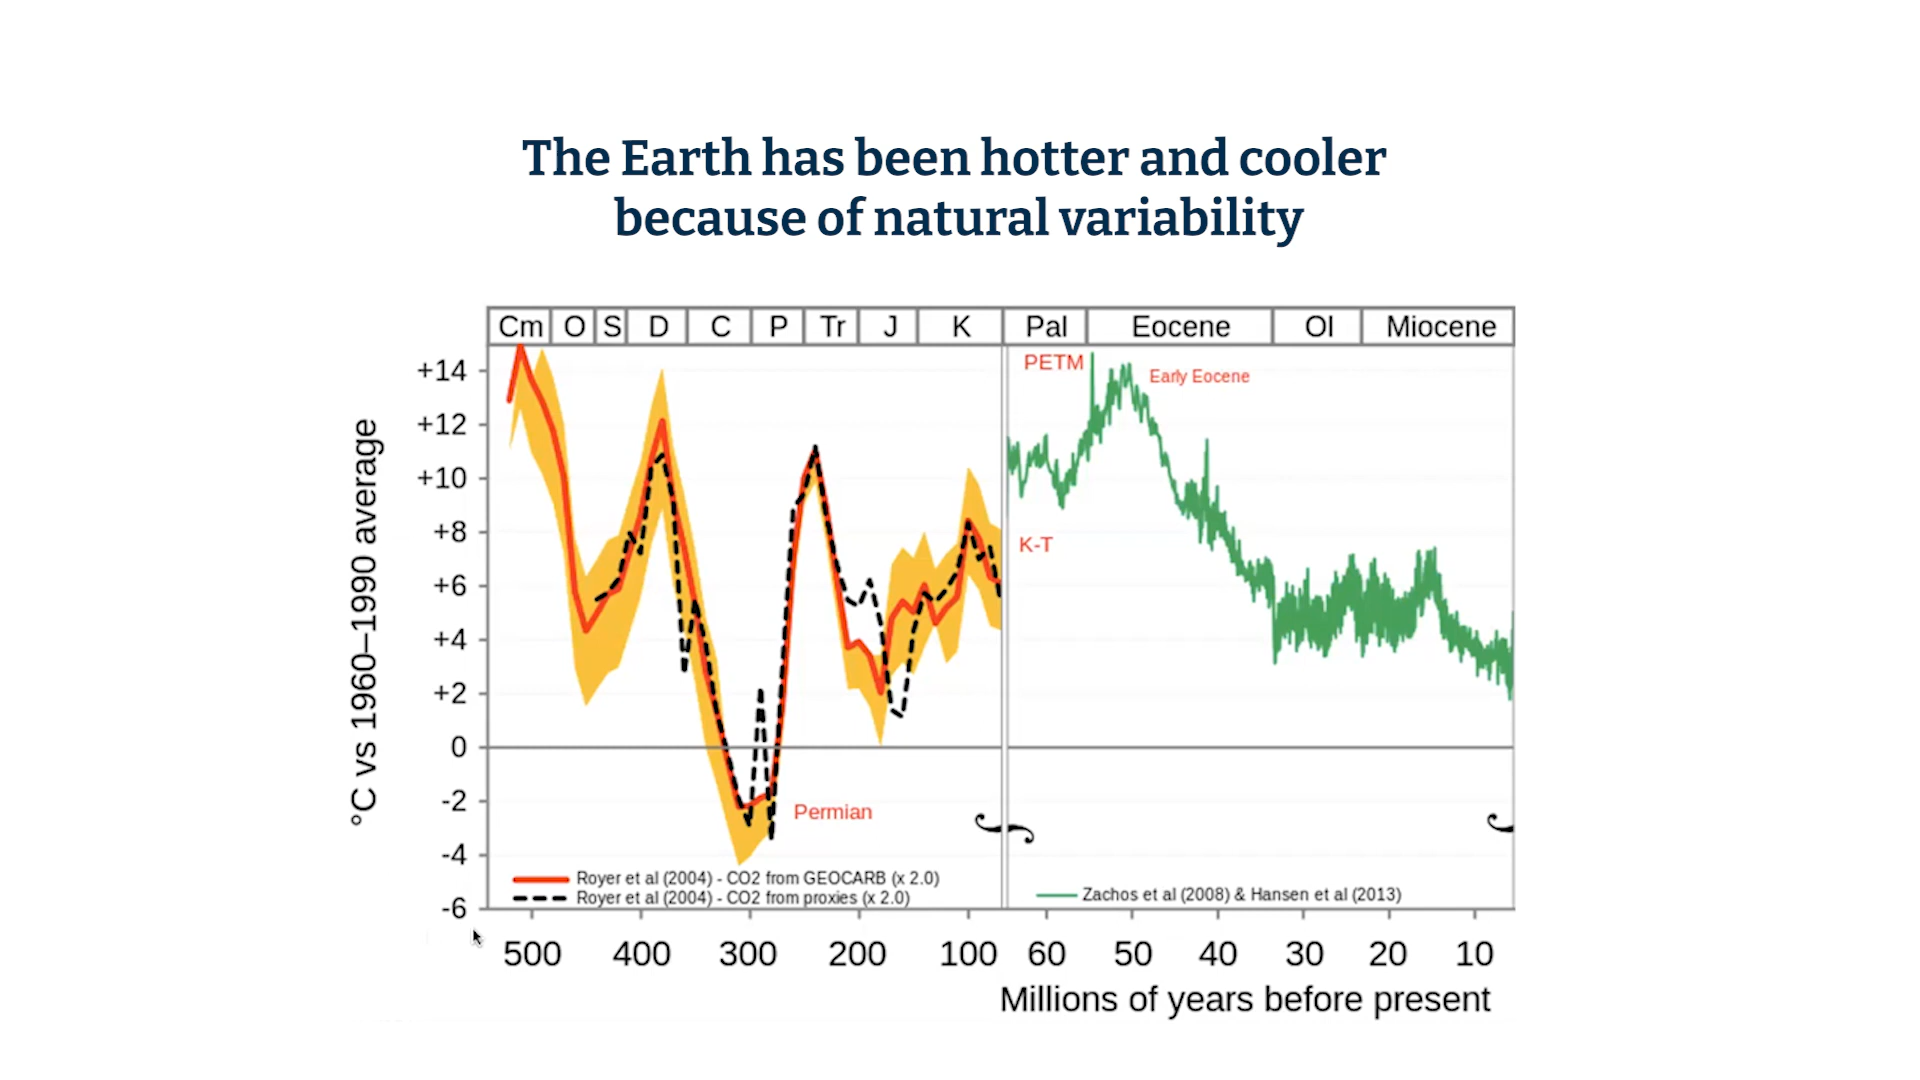 The Earth has been hotter and cooler
because of natural variability
Cm O S D C P Tr J K Pal Eocene Ol Miocene
+14
+12
+10
+8
+6
+4
+2
0
-2
-4
-6
°C vs 1960–1990 average
PETM
Early Eocene
K-T
Permian
Royer et al (2004) - CO2 from GEOCARB (x 2.0)
Royer et al (2004) - CO2 from proxies (x 2.0)
Zachos et al (2008) & Hansen et al (2013)
500 400 300 200 100 60 50 40 30 20 10
Millions of years before present